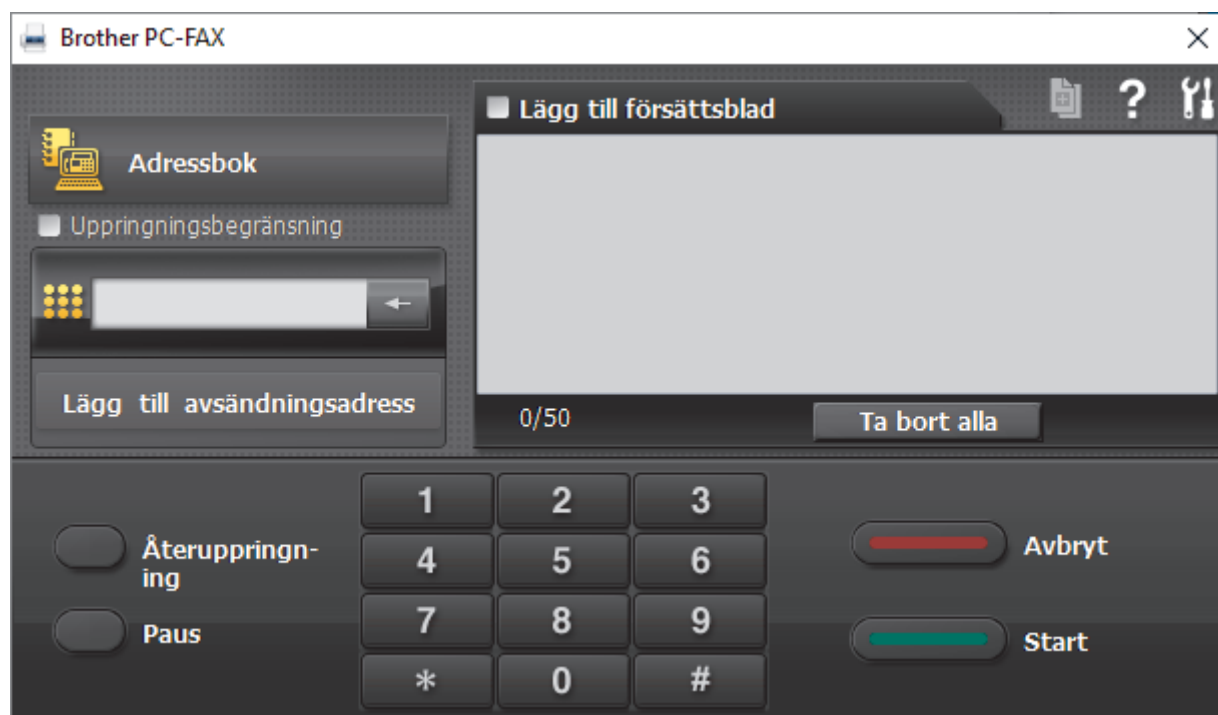 Brother PC-FAX
Lägg till försättsblad
?
Adressbok
Uppringningsbegränsning
Lägg till avsändningsadress
0/50
Ta bort alla
1 2 3
Återuppringn-
ing
4 5 6
Avbryt
Paus
7 8 9
Start
* 0 #